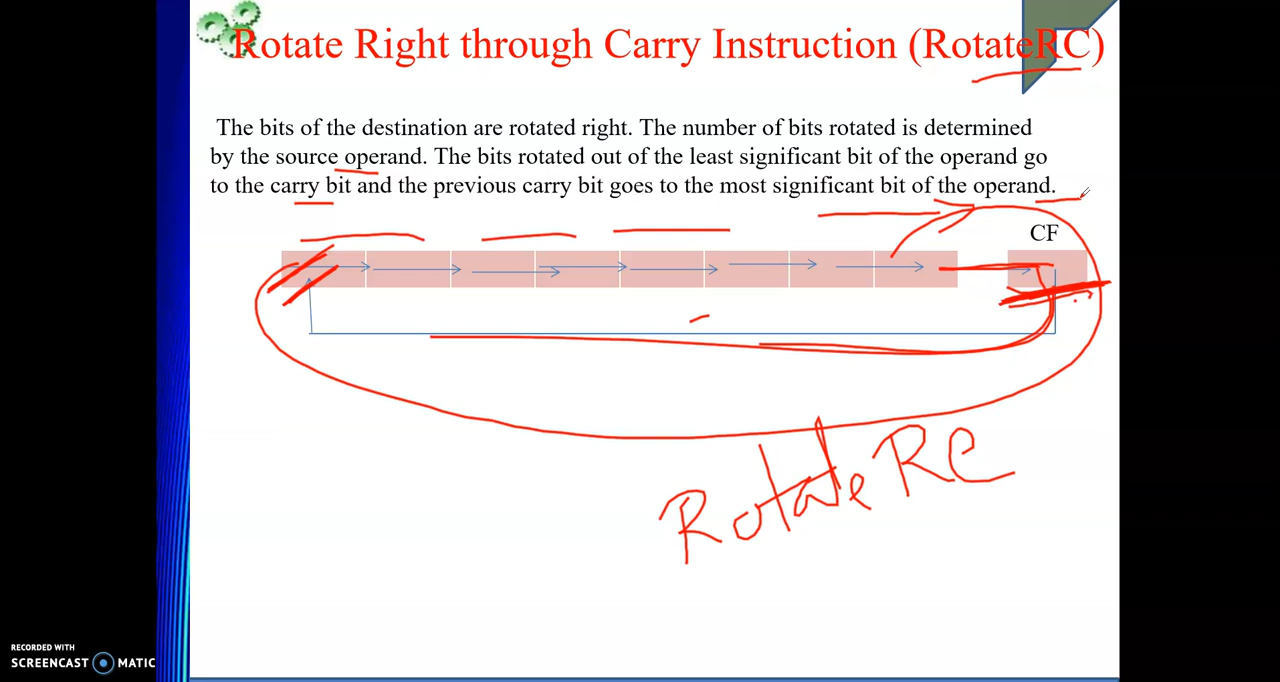 Rotate Right through Carry Instruction (RotateRC)
The bits of the destination are rotated right. The number of bits rotated is determined
by the source operand. The bits rotated out of the least significant bit of the operand go
to the carry bit and the previous carry bit goes to the most significant bit of the operand.
CF
RotateRC
RECORDED WITH
SCREENCAST MATIC